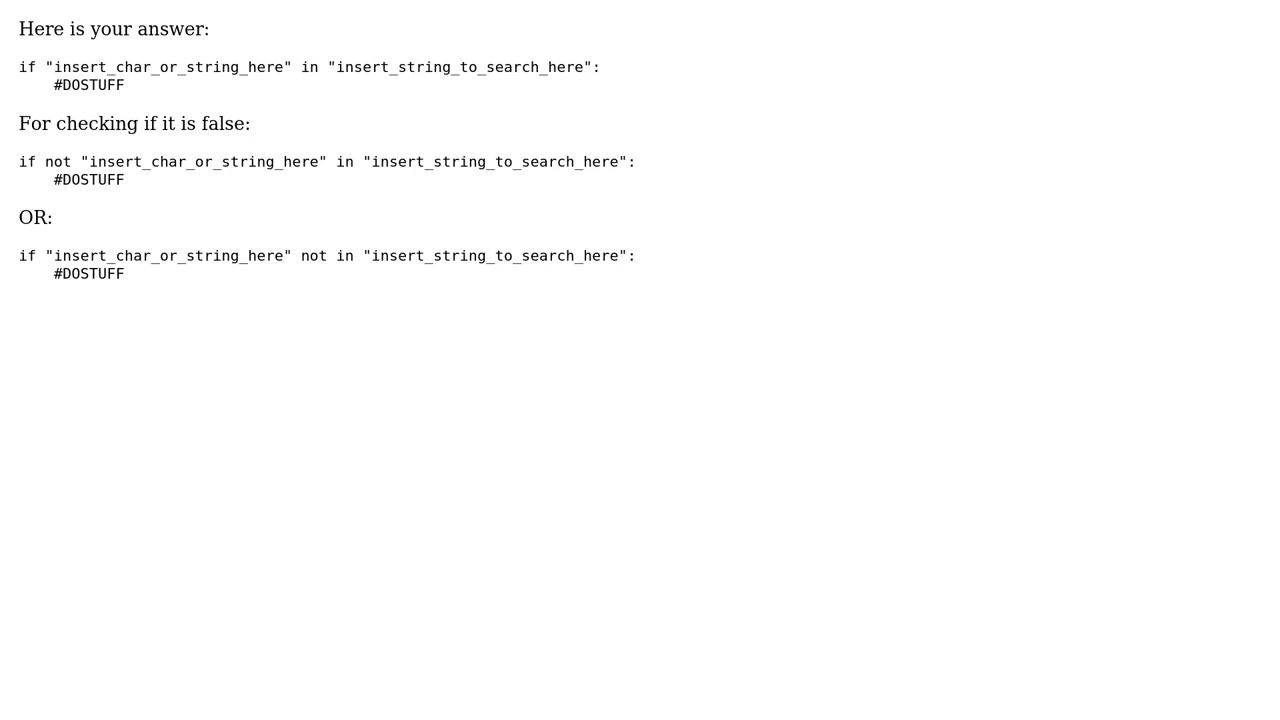 Here is your answer:
if "insert_char_or_string_here" in "insert_string_to_search_here":
    #DOSTUFF
For checking if it is false:
if not "insert_char_or_string_here" in "insert_string_to_search_here":
    #DOSTUFF
OR:
if "insert_char_or_string_here" not in "insert_string_to_search_here":
    #DOSTUFF